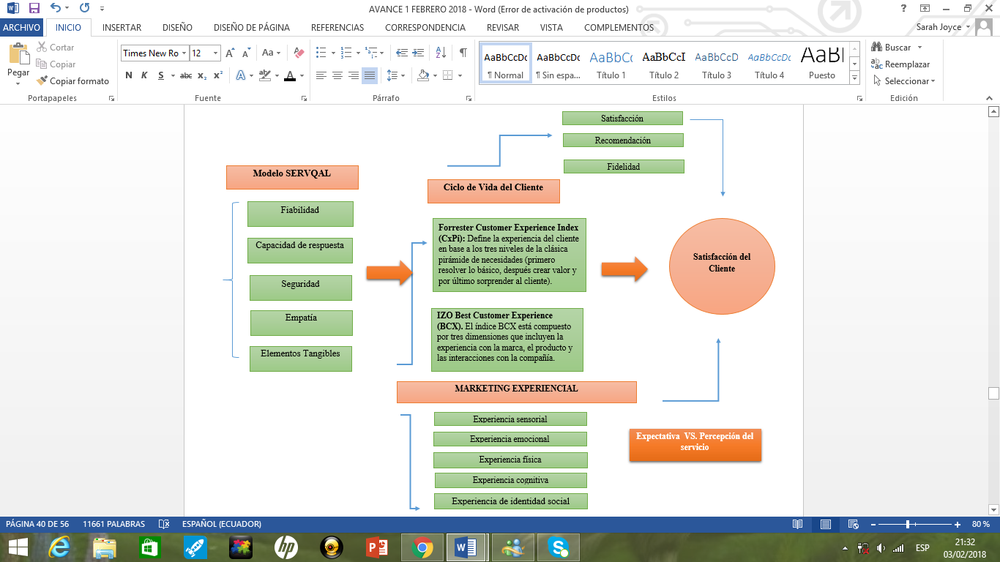 AVANCE 1 FEBRERO 2018 - Word (Error de activación de productos)
ARCHIVO
INICIO
INSERTAR
DISEÑO
DISEÑO DE PÁGINA
REFERENCIAS
CORRESPONDENCIA
REVISAR
VISTA
COMPLEMENTOS
Sarah Joyce
Pegar
Cortar
Copiar
Copiar formato
Portapapeles
Times New Ro
12
Aa
N K S abc x₂ x²
Fuente
Párrafo
AaBbCcDc
¶ Normal
AaBbCcDc
¶ Sin espa...
AaBbCc
Título 1
AaBbCcI
Título 2
AaBbCcD
Título 3
AaBbCcDc
Título 4
AaBI
Puesto
Estilos
Buscar
Reemplazar
Seleccionar
Edición
Satisfacción
Recomendación
Fidelidad
Modelo SERVQAL
Fiabilidad
Capacidad de respuesta
Seguridad
Empatía
Elementos Tangibles
Ciclo de Vida del Cliente
Forrester Customer Experience Index
(CxPi): Define la experiencia del cliente
en base a los tres niveles de la clásica
pirámide de necesidades (primero
resolver lo básico, después crear valor y
por último sorprender al cliente).
IZO Best Customer Experience
(BCX). El índice BCX está compuesto
por tres dimensiones que incluyen la
experiencia con la marca, el producto y
las interacciones con la compañía.
Satisfacción del
Cliente
MARKETING EXPERIENCIAL
Experiencia sensorial
Experiencia emocional
Experiencia física
Experiencia cognitiva
Experiencia de identidad social
Expectativa VS. Percepción del
servicio
PÁGINA 40 DE 56
11661 PALABRAS
ESPAÑOL (ECUADOR)
80 %
ESP
21:32
03/02/2018